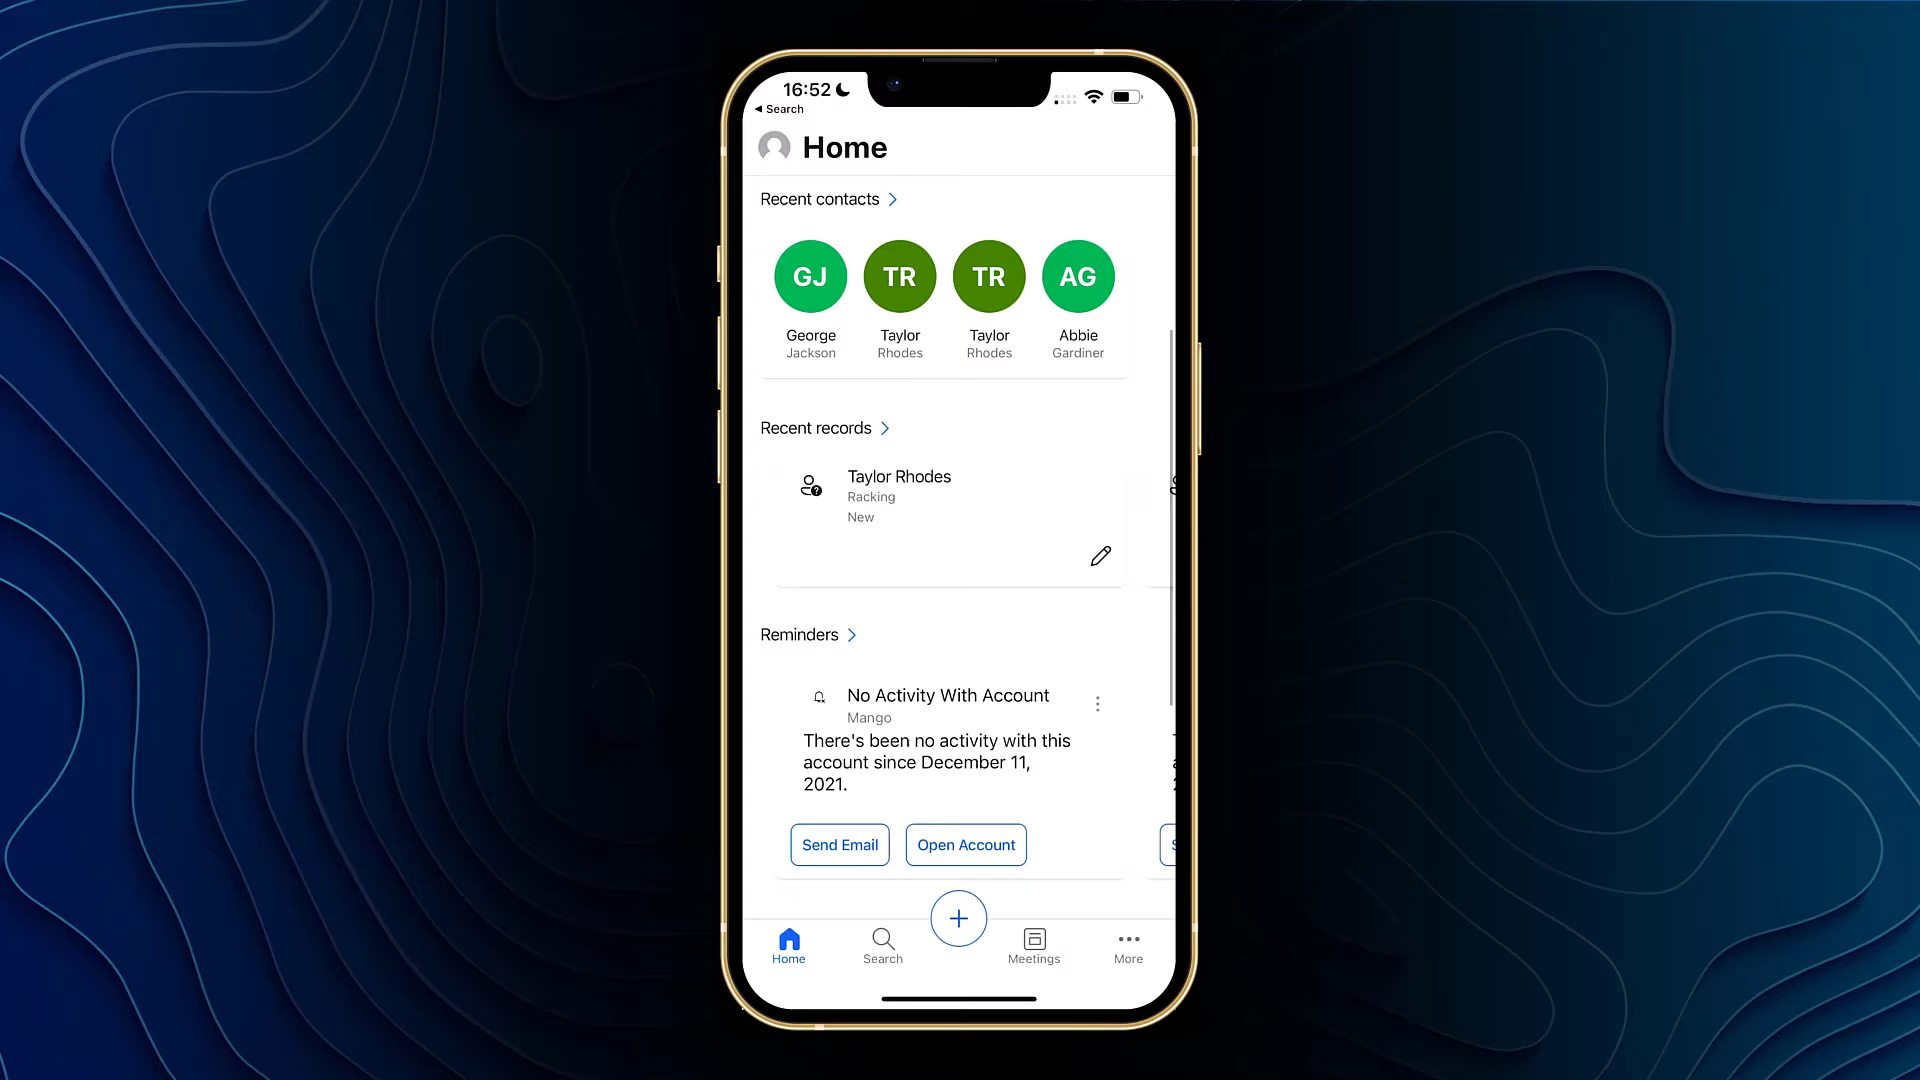 16:52
Search
Home
Recent contacts
GJ TR TR AG
George Taylor Taylor Abbie
Jackson Rhodes Rhodes Gardiner
Recent records
Taylor Rhodes
Racking
New
Reminders
No Activity With Account
Mango
There's been no activity with this
account since December 11,
2021.
Send Email Open Account
Home Search Meetings More